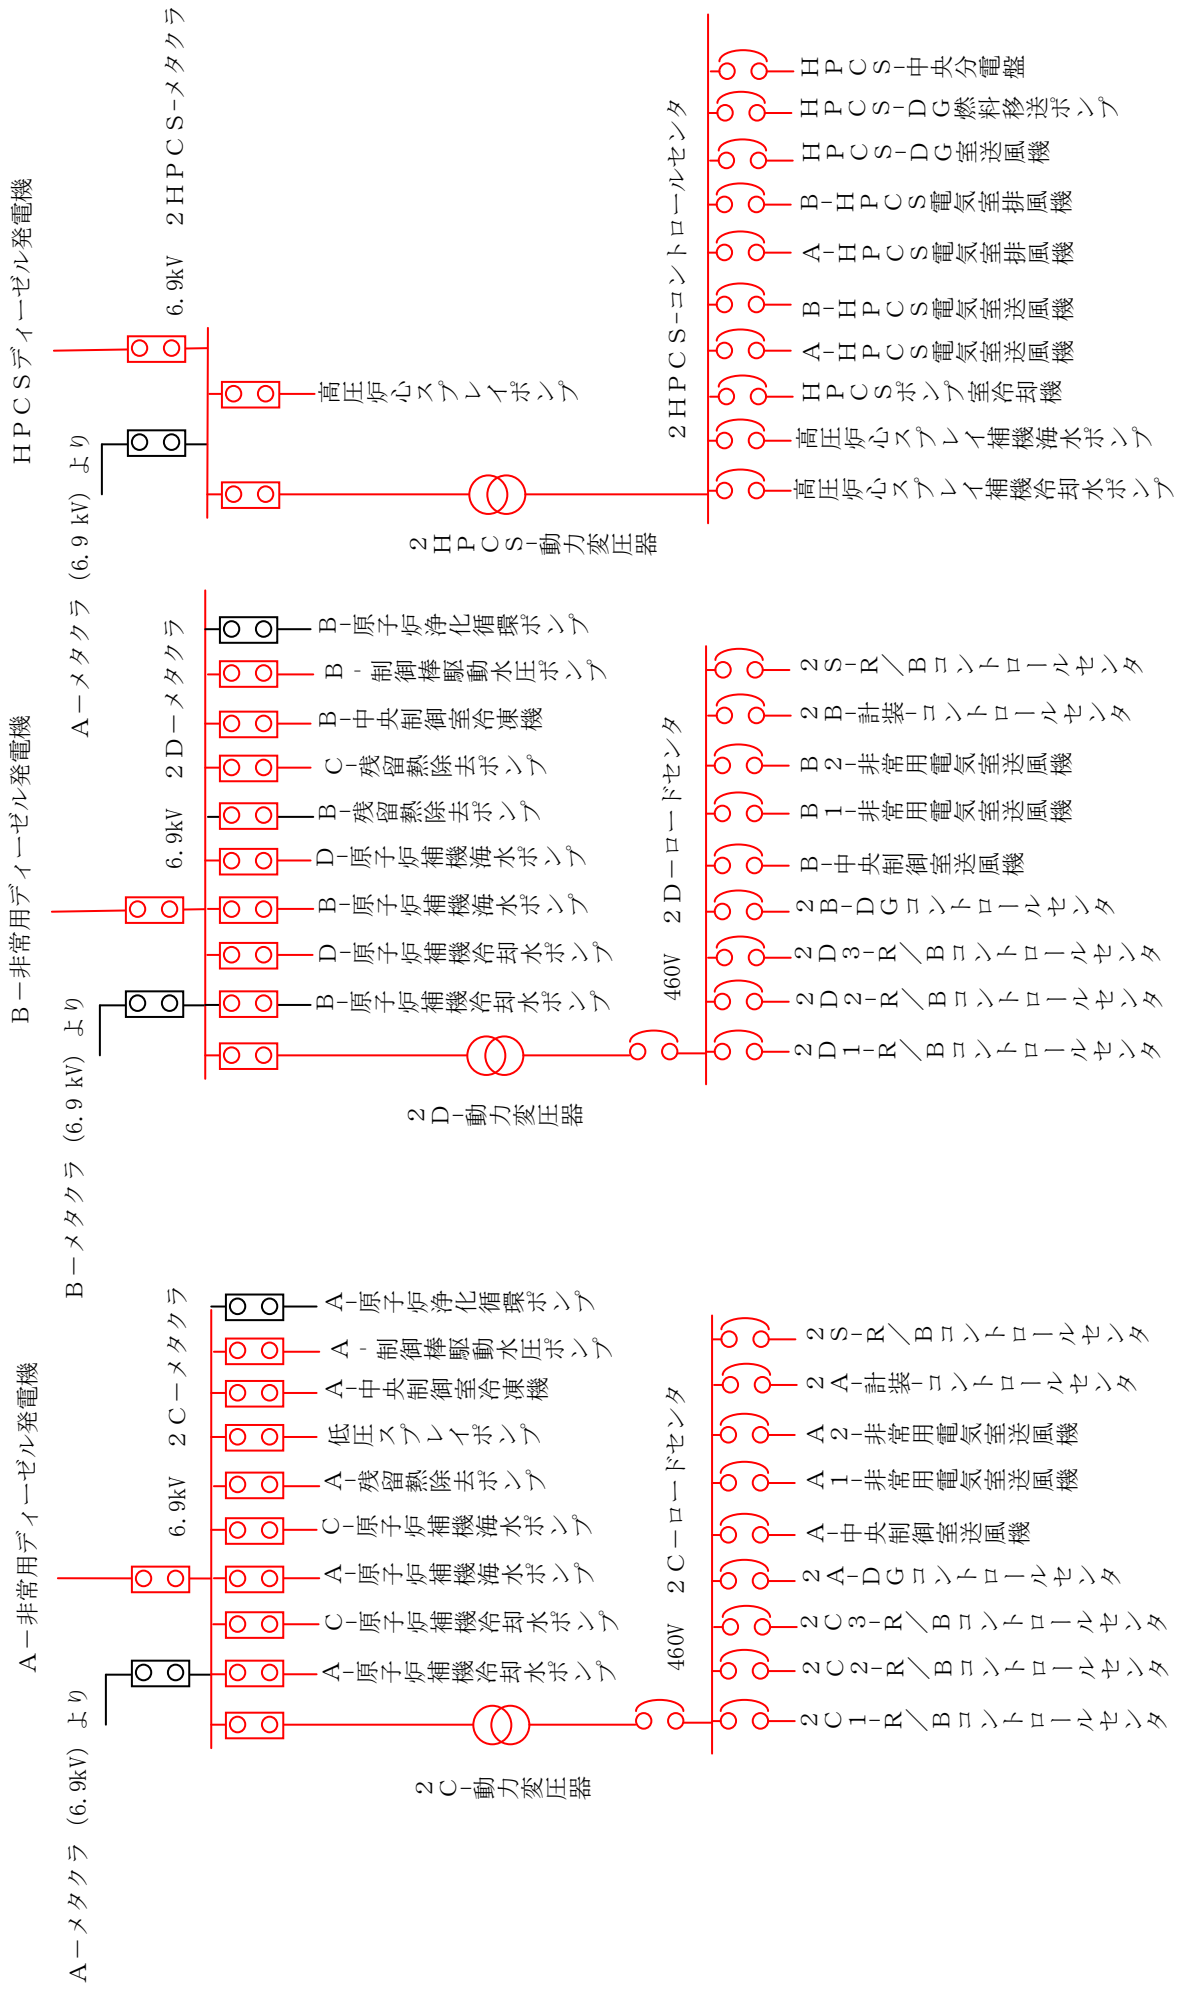 A－非常用ディーゼル発電機
A－メタクラ (6.9kV) より
6.9kV　２Ｃ－メタクラ
A-原子炉補機冷却水ポンプ
C-原子炉補機冷却水ポンプ
A-原子炉補機海水ポンプ
C-原子炉補機海水ポンプ
A-残留熱除去ポンプ
低圧スプレイポンプ
A-中央制御室冷凍機
A‐制御棒駆動水圧ポンプ
A-原子炉浄化循環ポンプ
２Ｃ-動力変圧器
460V　２Ｃ－ロードセンタ
２Ｃ１-Ｒ／Ｂコントロールセンタ
２Ｃ２-Ｒ／Ｂコントロールセンタ
２Ｃ３-Ｒ／Ｂコントロールセンタ
２Ａ-ＤＧコントロールセンタ
Ａ-中央制御室送風機
Ａ１-非常用電気室送風機
Ａ２-非常用電気室送風機
２Ａ-計装-コントロールセンタ
２Ｓ-Ｒ／Ｂコントロールセンタ
B－非常用ディーゼル発電機
B－メタクラ (6.9 kV) より
6.9kV　２Ｄ－メタクラ
B-原子炉補機冷却水ポンプ
D-原子炉補機冷却水ポンプ
B-原子炉補機海水ポンプ
D-原子炉補機海水ポンプ
B-残留熱除去ポンプ
C-残留熱除去ポンプ
B-中央制御室冷凍機
B‐制御棒駆動水圧ポンプ
B-原子炉浄化循環ポンプ
２Ｄ-動力変圧器
460V　２Ｄ－ロードセンタ
２Ｄ１-Ｒ／Ｂコントロールセンタ
２Ｄ２-Ｒ／Ｂコントロールセンタ
２Ｄ３-Ｒ／Ｂコントロールセンタ
２Ｂ-ＤＧコントロールセンタ
Ｂ-中央制御室送風機
Ｂ１-非常用電気室送風機
Ｂ２-非常用電気室送風機
２Ｂ-計装-コントロールセンタ
２Ｓ-Ｒ／Ｂコントロールセンタ
ＨＰＣＳディーゼル発電機
A－メタクラ (6.9 kV) より
6.9kV　２ＨＰＣＳ-メタクラ
高圧炉心スプレイポンプ
２ＨＰＣＳ-動力変圧器
２ＨＰＣＳ-コントロールセンタ
高圧炉心スプレイ補機冷却水ポンプ
高圧炉心スプレイ補機海水ポンプ
ＨＰＣＳポンプ室冷却機
Ａ-ＨＰＣＳ電気室送風機
Ｂ-ＨＰＣＳ電気室送風機
Ａ-ＨＰＣＳ電気室排風機
Ｂ-ＨＰＣＳ電気室排風機
ＨＰＣＳ-ＤＧ室送風機
ＨＰＣＳ-ＤＧ燃料移送ポンプ
ＨＰＣＳ-中央分電盤